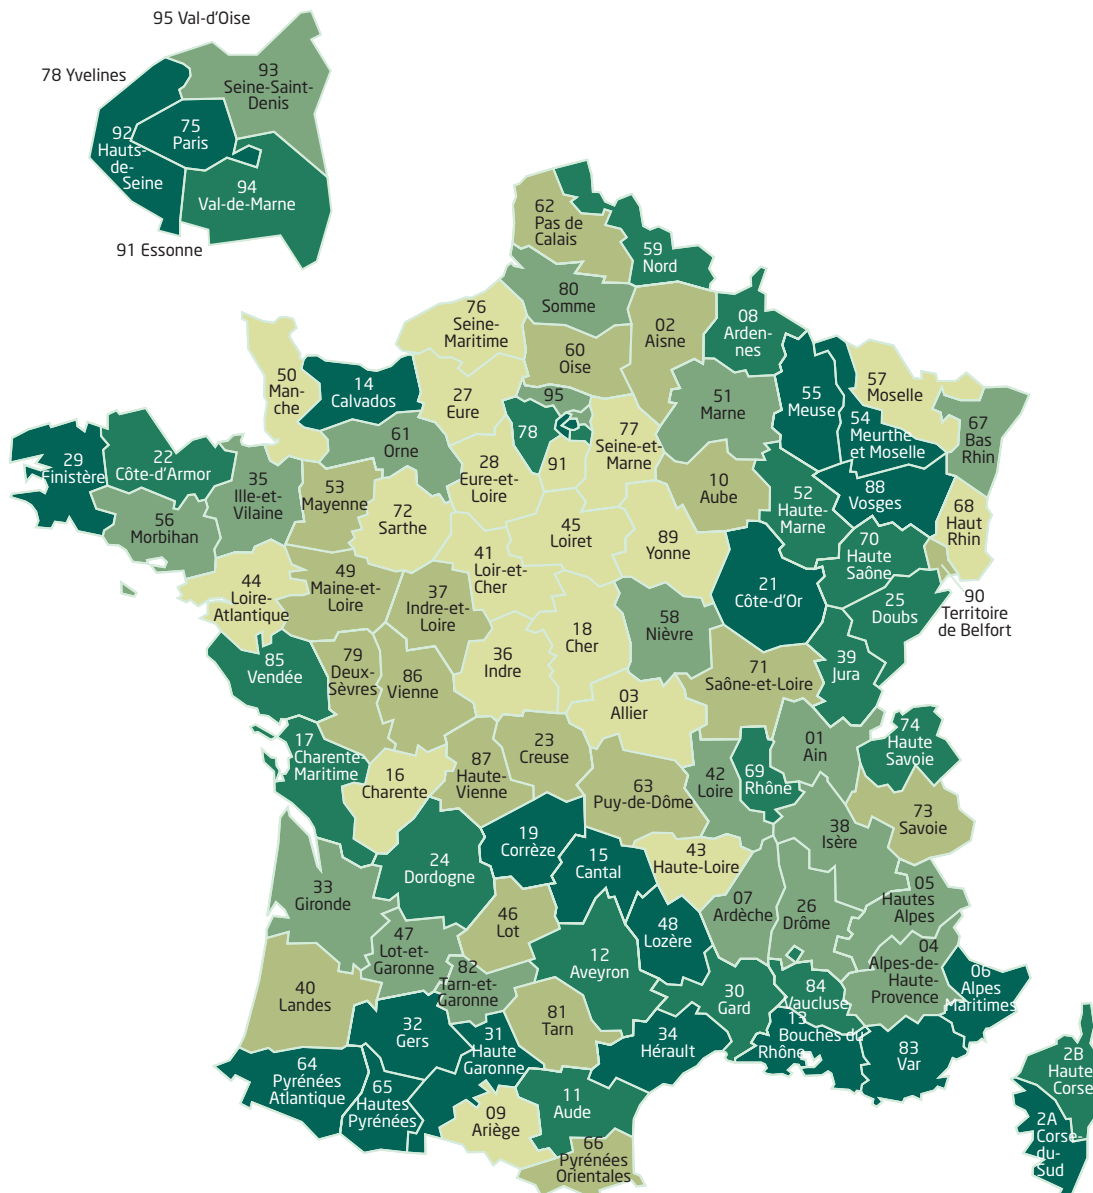 95 Val-d'Oise
78 Yvelines
93
Seine-Saint-
Denis
75
Paris
92
Hauts-
de-
Seine
94
Val-de-Marne
91 Essonne
62
Pas de
Calais
59
Nord
80
Somme
76
Seine-
Maritime
02
Aisne
08
Arden-
nes
60
Oise
50
Man-
che
14
Calvados
27
Eure
95
51
Marne
55
Meuse
57
Moselle
54
Meurthe
et Moselle
67
Bas
Rhin
78
77
Seine-et-
Marne
61
Orne
91
28
Eure-et-
Loire
29
Finistère
22
Côte-d'Armor
35
Ille-et-
Vilaine
53
Mayenne
10
Aube
52
Haute-
Marne
88
Vosges
68
Haut
Rhin
56
Morbihan
72
Sarthe
45
Loiret
89
Yonne
70
Haute
Saône
41
Loir-et-
Cher
44
Loire-
Atlantique
49
Maine-et-
Loire
37
Indre-et-
Loire
21
Côte-d'Or
25
Doubs
90
Territoire
de Belfort
58
Nièvre
18
Cher
36
Indre
85
Vendée
79
Deux-
Sèvres
86
Vienne
71
Saône-et-Loire
39
Jura
03
Allier
74
Haute
Savoie
01
Ain
17
Charente-
Maritime
16
Charente
87
Haute-
Vienne
23
Creuse
63
Puy-de-Dôme
42
Loire
69
Rhône
73
Savoie
38
Isère
19
Corrèze
15
Cantal
43
Haute-Loire
24
Dordogne
33
Gironde
46
Lot
48
Lozère
07
Ardèche
26
Drôme
05
Hautes
Alpes
47
Lot-et-
Garonne
12
Aveyron
04
Alpes-de-
Haute-
Provence
06
Alpes
Maritimes
82
Tarn-et-
Garonne
40
Landes
30
Gard
84
Vaucluse
81
Tarn
32
Gers
31
Haute
Garonne
34
Hérault
13
Bouches du
Rhône
83
Var
64
Pyrénées
Atlantique
65
Hautes
Pyrénées
09
Ariège
11
Aude
66
Pyrénées
Orientales
2B
Haute
Corse
2A
Corse-
du-
Sud